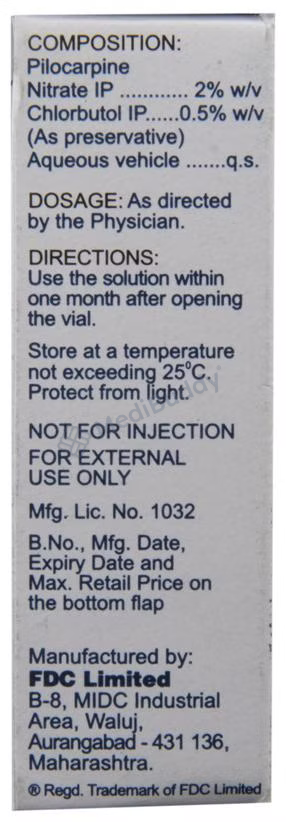 COMPOSITION:
Pilocarpine
Nitrate IP ............ 2% w/v
Chlorbutol IP......0.5% w/v
(As preservative)
Aqueous vehicle .......q.s.
DOSAGE: As directed
by the Physician.
DIRECTIONS:
Use the solution within
one month after opening
the vial.
Store at a temperature
not exceeding 25°C.
Protect from light.
MediBuddy
NOT FOR INJECTION
FOR EXTERNAL
USE ONLY
Mfg. Lic. No. 1032
B.No., Mfg. Date,
Expiry Date and
Max. Retail Price on
the bottom flap
Manufactured by:
FDC Limited
B-8, MIDC Industrial
Area, Waluj,
Aurangabad - 431 136,
Maharashtra.
® Regd. Trademark of FDC Limited